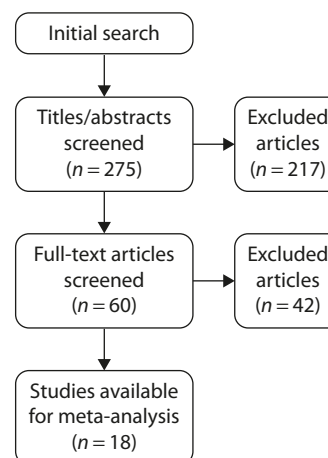 Initial search
Titles/abstracts
screened
(n = 275)
Excluded
articles
(n = 217)
Full-text articles
screened
(n = 60)
Excluded
articles
(n = 42)
Studies available
for meta-analysis
(n = 18)